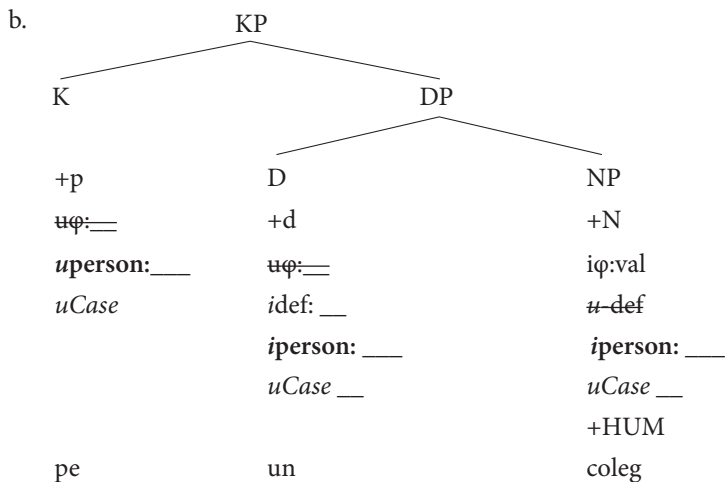 b.
KP
K DP
+p D NP
uφ:__ +d +N
uperson:___ uφ:__ iφ:val
uCase idef: __ u-def
iperson: ___ iperson: ___
uCase __ uCase __
+HUM
pe un coleg